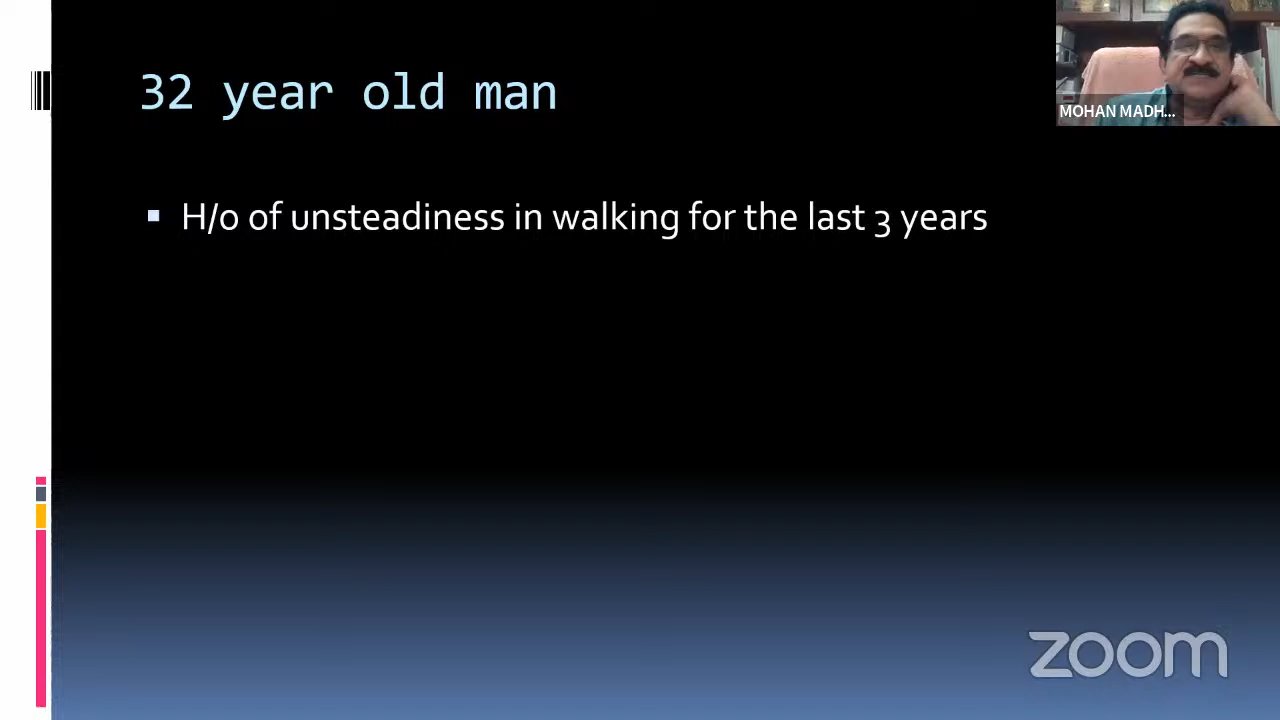 32 year old man
MOHAN MADH...
H/o of unsteadiness in walking for the last 3 years
zoom